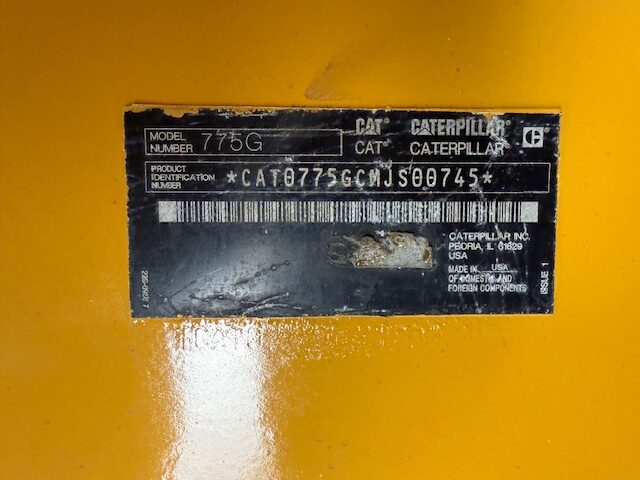 MODEL NUMBER 775G
CAT® CATERPILLAR®
CAT® CATERPILLAR®
PRODUCT IDENTIFICATION NUMBER *CAT0775GCMJS00745*
CATERPILLAR INC.
PEORIA, IL 61629
USA
MADE IN USA
OF DOMESTIC AND
FOREIGN COMPONENTS
ISSUE 1